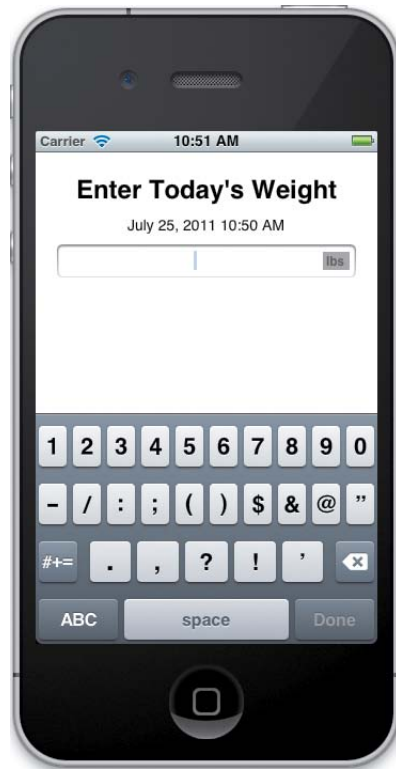 Carrier 10:51 AM
Enter Today's Weight
July 25, 2011 10:50 AM
lbs
1 2 3 4 5 6 7 8 9 0
- / : ; ( ) $ & @ "
#+= . , ? ! '
ABC space Done